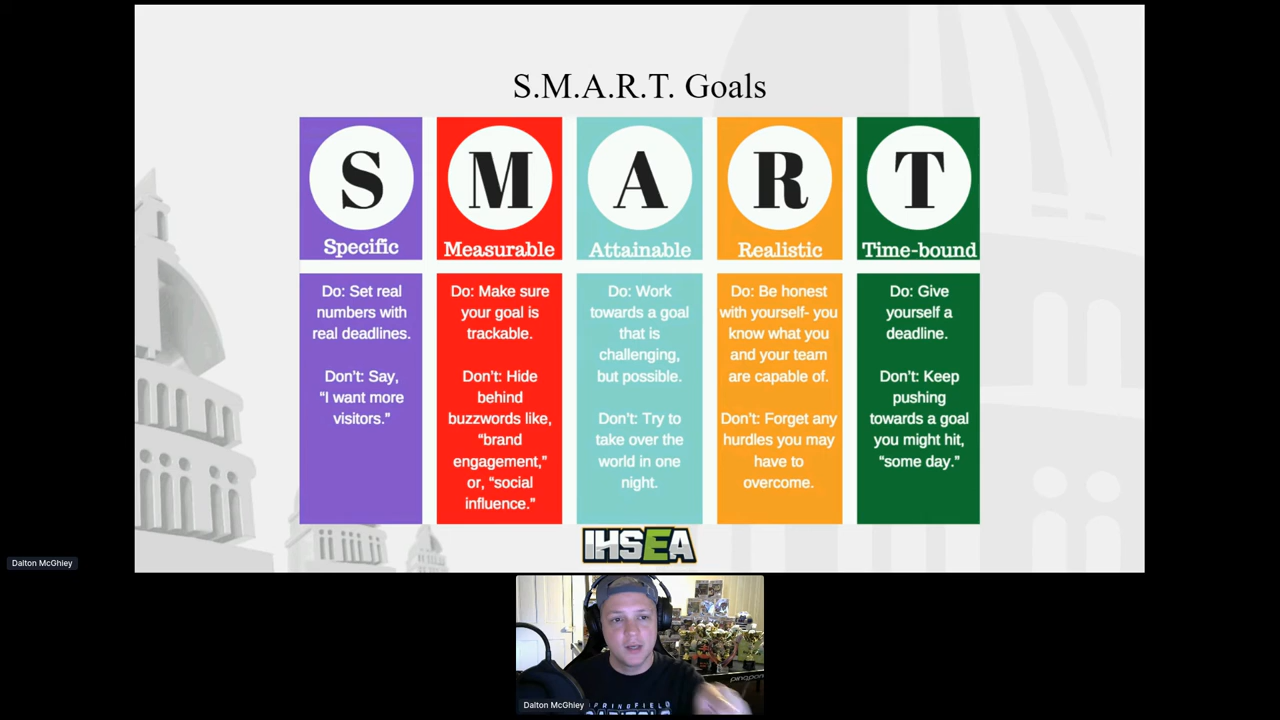 S.M.A.R.T. Goals
S
Specific
Do: Set real
numbers with
real deadlines.
Don't: Say,
“I want more
visitors.”
M
Measurable
Do: Make sure
your goal is
trackable.
Don't: Hide
behind
buzzwords like,
“brand
engagement,”
or, “social
influence.”
A
Attainable
Do: Work
towards a goal
that is
challenging,
but possible.
Don't: Try to
take over the
world in one
night.
R
Realistic
Do: Be honest
with yourself- you
know what you
and your team
are capable of.
Don't: Forget any
hurdles you may
have to
overcome.
T
Time-bound
Do: Give
yourself a
deadline.
Don't: Keep
pushing
towards a goal
you might hit,
“some day.”
IHSEA
Dalton McGhley
Dalton McGhley
SPRINGFIELD